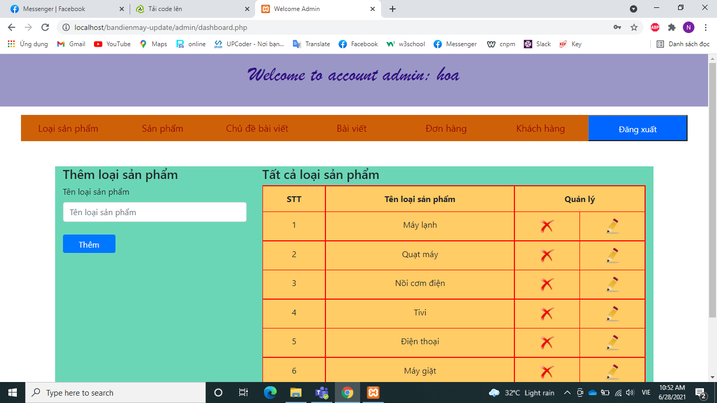 Messenger | Facebook
Tải code lên
Welcome Admin
localhost/bandienmay-update/admin/dashboard.php
Ứng dụng Gmail YouTube Maps online UPCoder - Nơi ban... Translate Facebook w3school Messenger cnpm Slack Key Danh sách đọc
Welcome to account admin: hoa
Loại sản phẩm Sản phẩm Chủ đề bài viết Bài viết Đơn hàng Khách hàng Đăng xuất
Thêm loại sản phẩm
Tên loại sản phẩm
Tên loại sản phẩm
Thêm
Tất cả loại sản phẩm
STT Tên loại sản phẩm Quản lý
1 Máy lạnh
2 Quạt máy
3 Nồi cơm điện
4 Tivi
5 Điện thoại
6 Máy giặt
Type here to search
32°C Light rain
VIE
10:52 AM
6/28/2021
2